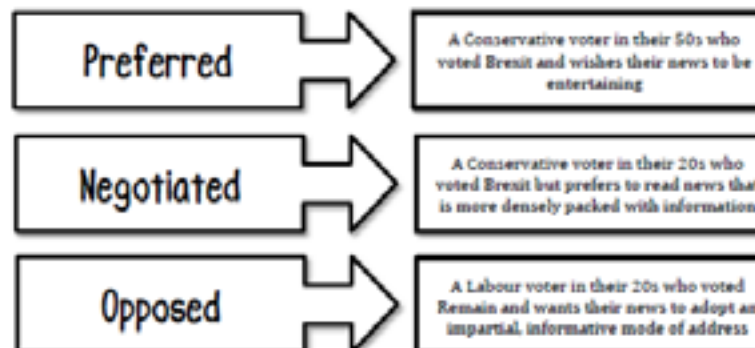 Preferred
A Conservative voter in their 50s who
voted Brexit and wishes their news to be
entertaining
Negotiated
A Conservative voter in their 20s who
voted Brexit but prefers to read news that
is more densely packed with information
Opposed
A Labour voter in their 20s who voted
Remain and wants their news to adopt an
impartial, informative mode of address